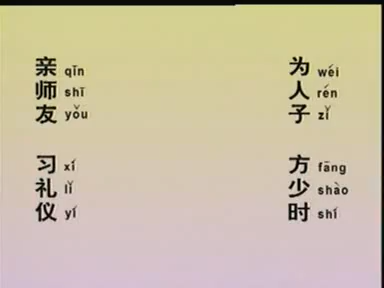 为人子 wéi rén zǐ
方少时 fāng shào shí
亲师友 qīn shī yǒu
习礼仪 xí lǐ yí